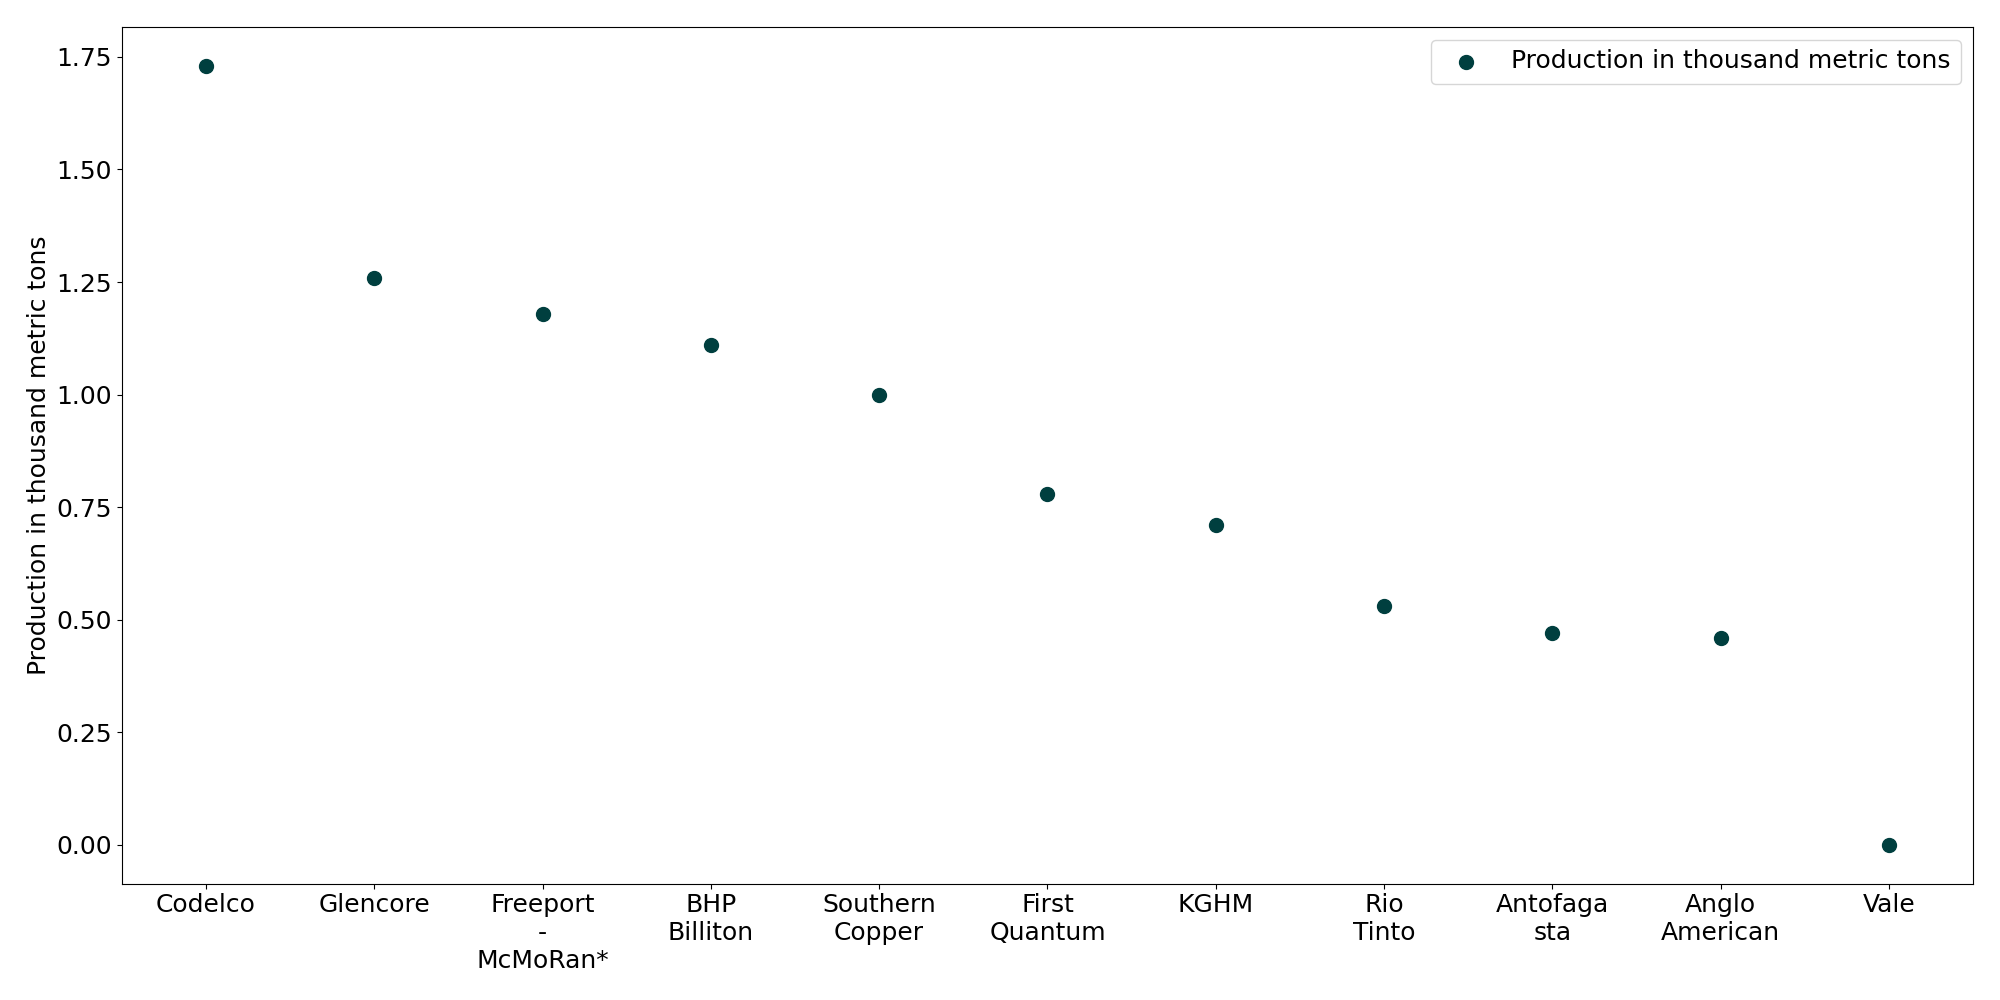 Production in thousand metric tons
Production in thousand metric tons
1.75
1.50
1.25
1.00
0.75
0.50
0.25
0.00
Codelco
Glencore
Freeport
-
McMoRan*
BHP
Billiton
Southern
Copper
First
Quantum
KGHM
Rio
Tinto
Antofaga
sta
Anglo
American
Vale